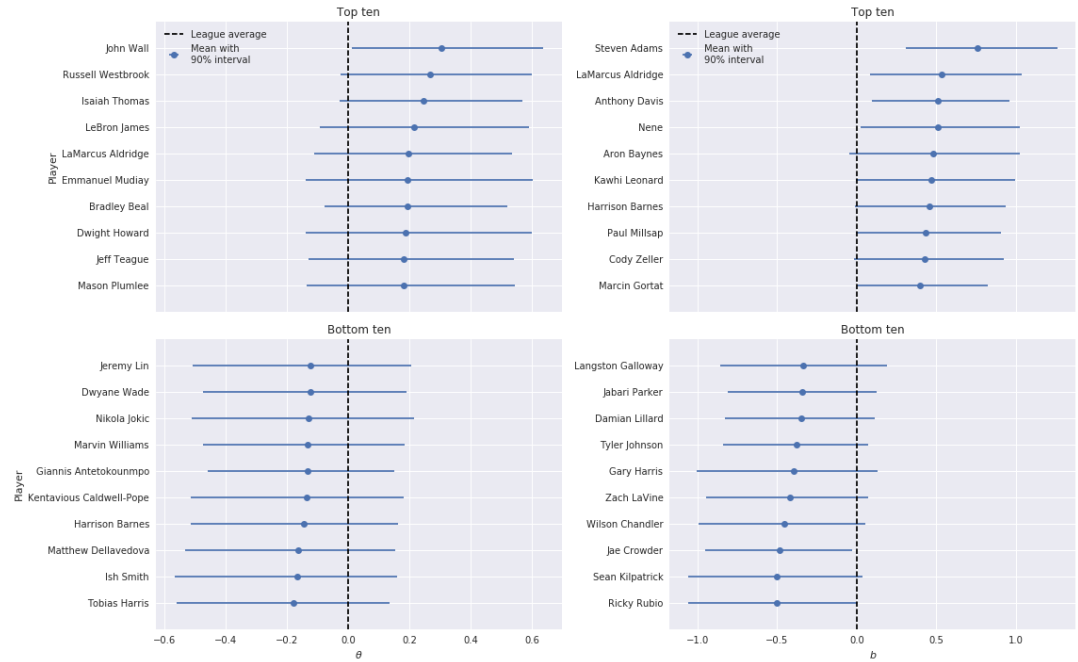 Top ten
League average
Mean with
90% interval
John Wall
Russell Westbrook
Isaiah Thomas
LeBron James
LaMarcus Aldridge
Emmanuel Mudiay
Bradley Beal
Dwight Howard
Jeff Teague
Mason Plumlee
Player
Top ten
League average
Mean with
90% interval
Steven Adams
LaMarcus Aldridge
Anthony Davis
Nene
Aron Baynes
Kawhi Leonard
Harrison Barnes
Paul Millsap
Cody Zeller
Marcin Gortat
Bottom ten
Jeremy Lin
Dwyane Wade
Nikola Jokic
Marvin Williams
Giannis Antetokounmpo
Kentavious Caldwell-Pope
Harrison Barnes
Matthew Dellavedova
Ish Smith
Tobias Harris
Player
−0.6 −0.4 −0.2 0.0 0.2 0.4 0.6
θ
Bottom ten
Langston Galloway
Jabari Parker
Damian Lillard
Tyler Johnson
Gary Harris
Zach LaVine
Wilson Chandler
Jae Crowder
Sean Kilpatrick
Ricky Rubio
−1.0 −0.5 0.0 0.5 1.0
b